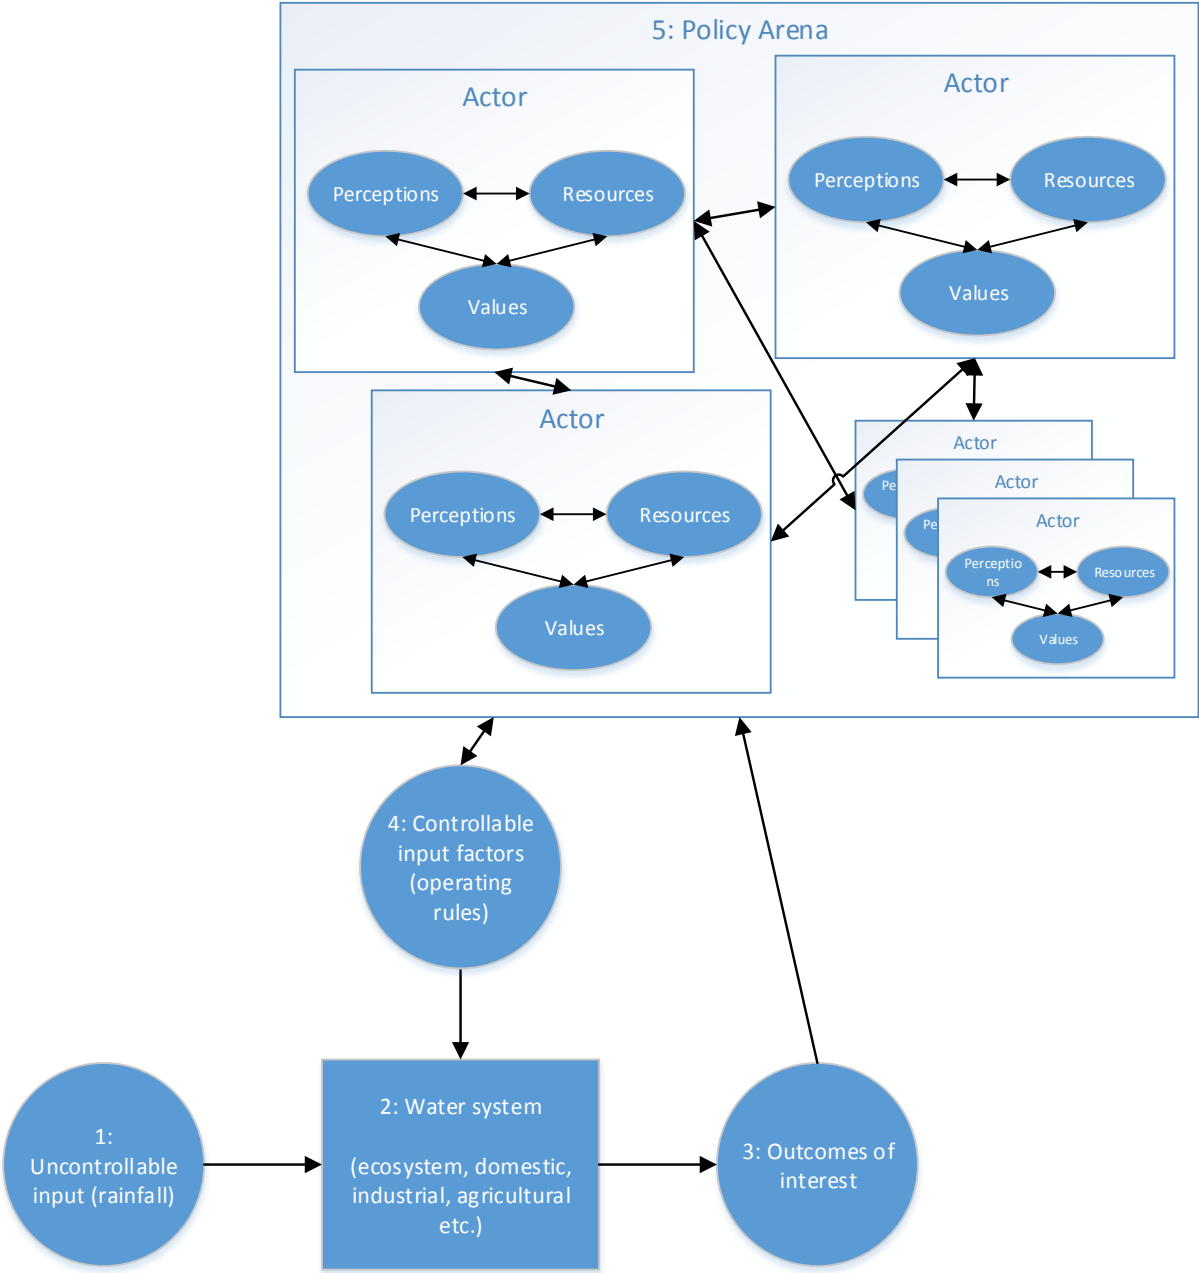 5: Policy Arena
Actor
Perceptions
Resources
Values
Actor
Perceptions
Resources
Values
Actor
Perceptions
Resources
Values
Actor
Pe
Actor
Pe
Actor
Perceptio
ns
Resources
Values
4: Controllable
input factors
(operating
rules)
1:
Uncontrollable
input (rainfall)
2: Water system
(ecosystem, domestic,
industrial, agricultural
etc.)
3: Outcomes of
interest